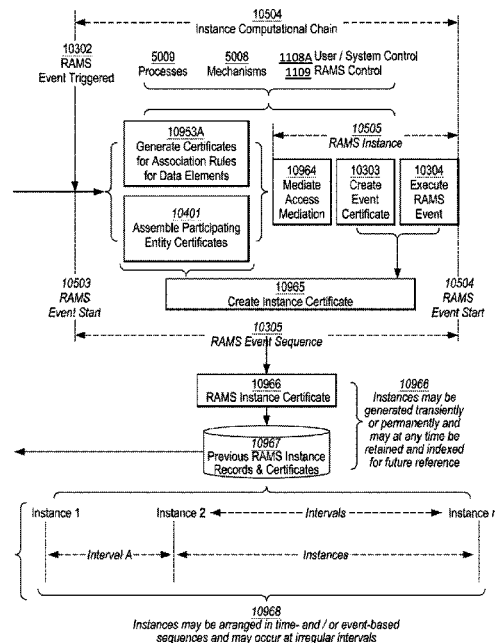 10504
Instance Computational Chain
10302
RAMS
Event Triggered
5009
Processes
5008
Mechanisms
1108A User / System Control
1109 RAMS Control
10953A
Generate Certificates
for Association Rules
for Data Elements
10505
RAMS Instance
10964
Mediate
Access
Mediation
10303
Create
Event
Certificate
10304
Execute
RAMS
Event
10401
Assemble Participating
Entity Certificates
10503
RAMS
Event Start
10965
Create Instance Certificate
10504
RAMS
Event Start
10305
RAMS Event Sequence
10966
RAMS Instance Certificate
10966
Instances may be
generated transiently
or permanently and
may at any time be
retained and indexed
for future reference
10967
Previous RAMS Instance
Records & Certificates
Instance 1
Instance 2
Intervals
Instance n
Interval A
Instances
10968
Instances may be arranged in time- and / or event-based
sequences and may occur at irregular intervals